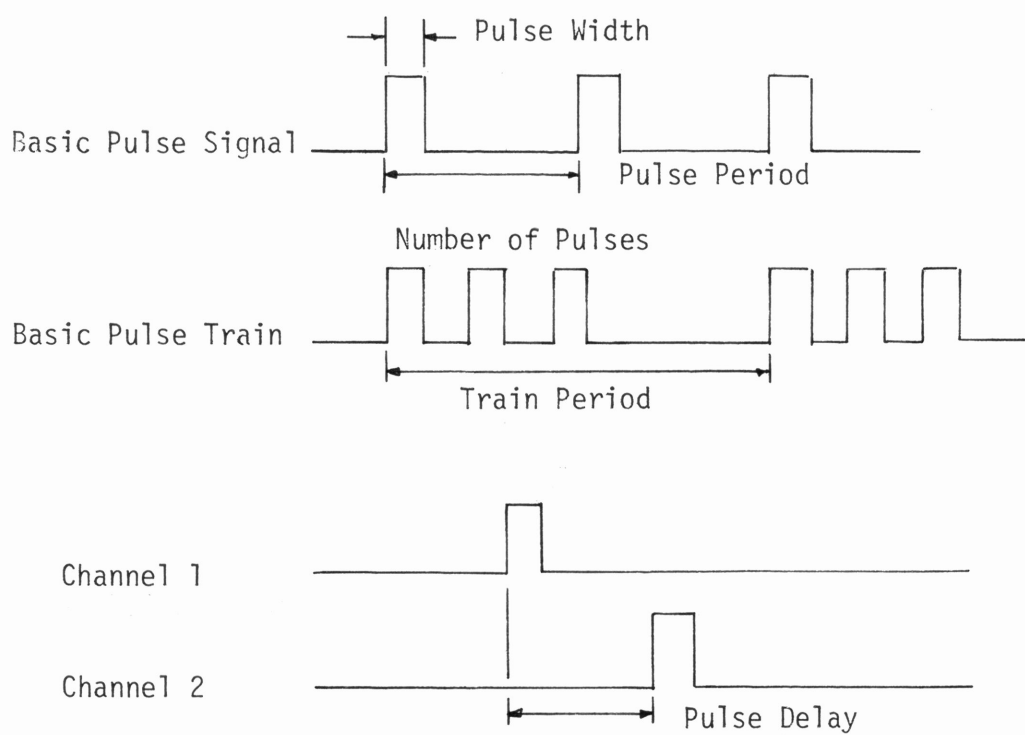 Pulse Width
Basic Pulse Signal
Pulse Period
Number of Pulses
Basic Pulse Train
Train Period
Channel 1
Channel 2
Pulse Delay